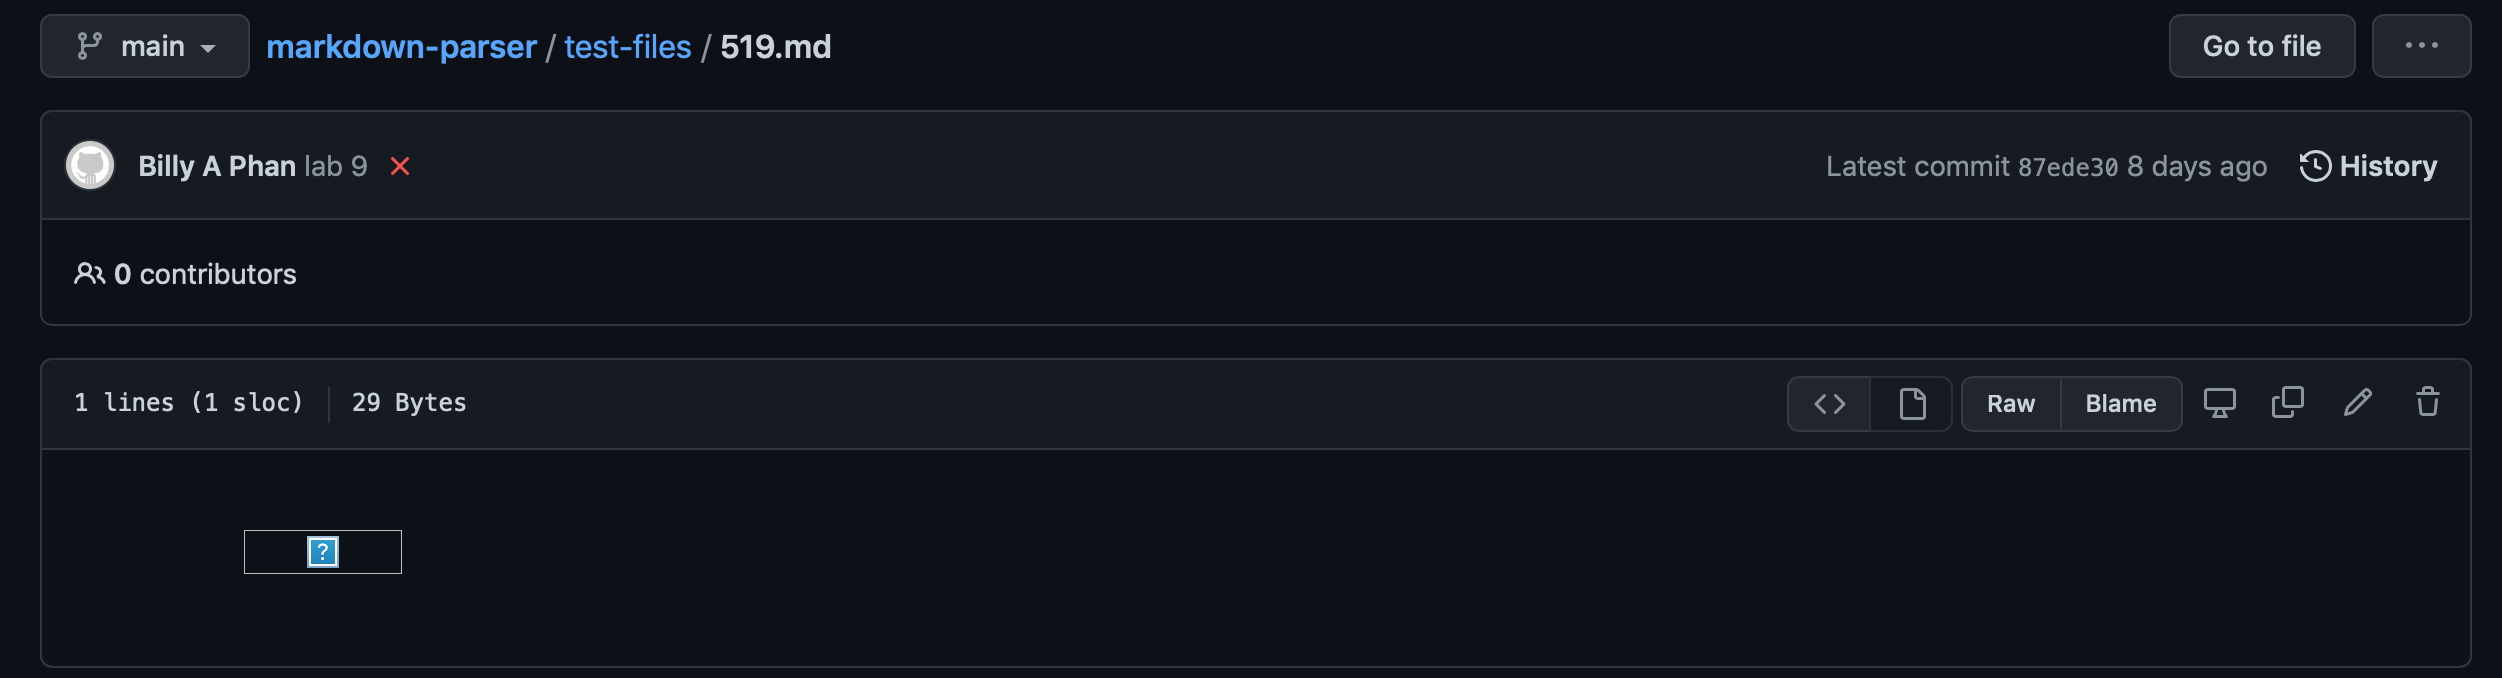 main markdown-parser / test-files / 519.md Go to file ...
Billy A Phan lab 9 Latest commit 87ede30 8 days ago History
0 contributors
1 lines (1 sloc) 29 Bytes Raw Blame
?